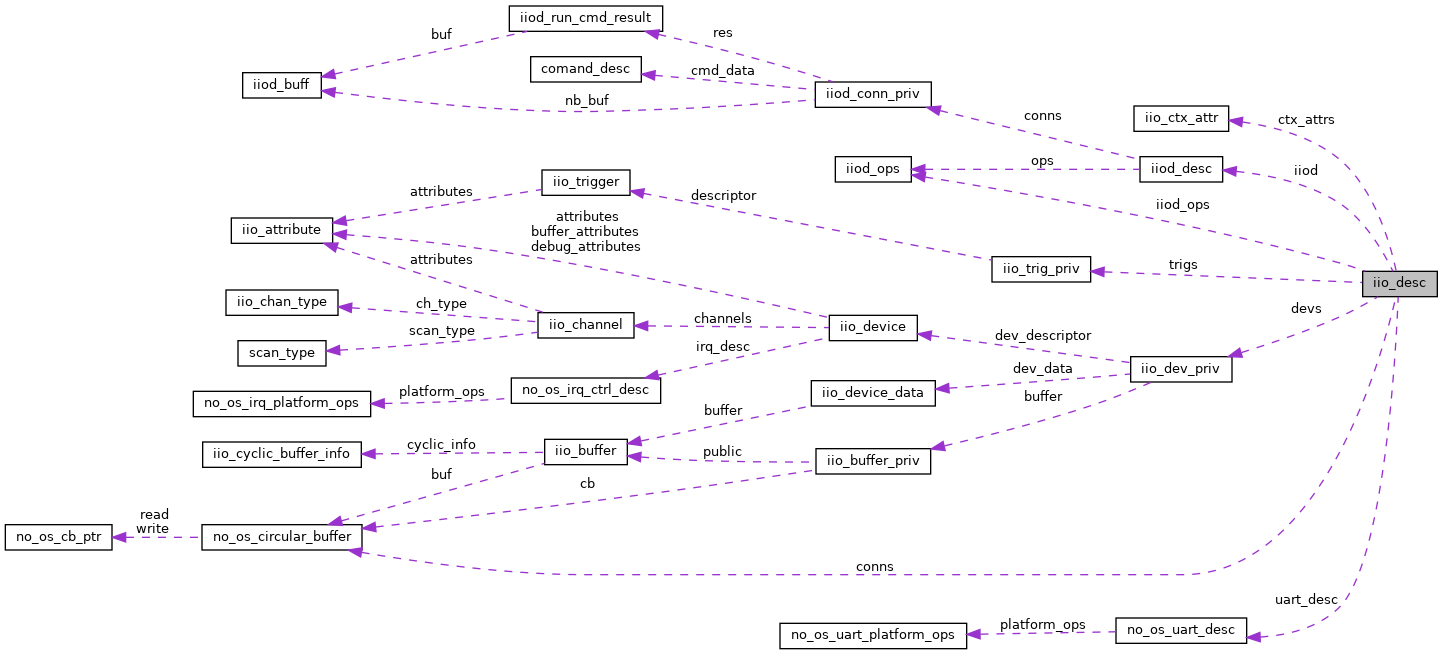 iiod_run_cmd_result
buf
res
comand_desc
cmd_data
iiod_buff
nb_buf
iiod_conn_priv
conns
iio_ctx_attr
ctx_attrs
iiod_ops
ops
iiod_desc
iiod
iiod_ops
iio_trigger
attributes
descriptor
iio_attribute
attributes
buffer_attributes
debug_attributes
attributes
iio_trig_priv
trigs
iio_desc
iio_chan_type
ch_type
iio_channel
channels
iio_device
devs
scan_type
scan_type
irq_desc
dev_descriptor
iio_dev_priv
no_os_irq_platform_ops
platform_ops
no_os_irq_ctrl_desc
iio_device_data
dev_data
buffer
buffer
iio_cyclic_buffer_info
cyclic_info
iio_buffer
public
iio_buffer_priv
buf
cb
no_os_cb_ptr
read
write
no_os_circular_buffer
conns
uart_desc
no_os_uart_platform_ops
platform_ops
no_os_uart_desc